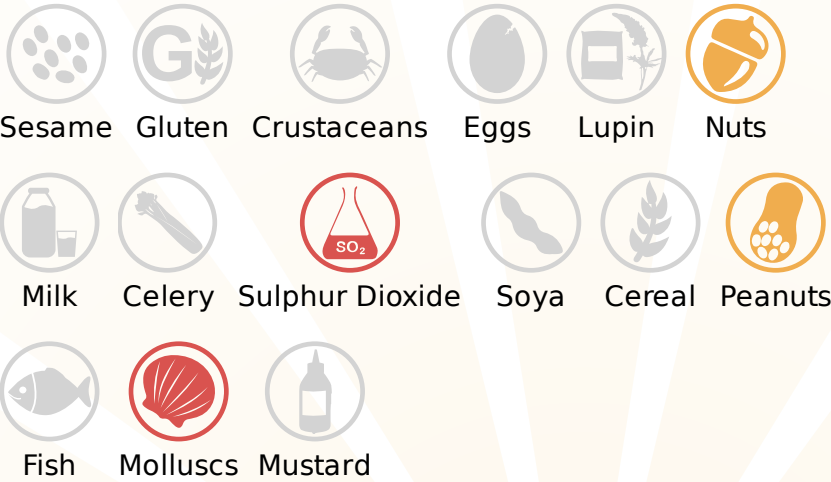 G
Sesame Gluten Crustaceans Eggs Lupin Nuts
SO₂
Milk Celery Sulphur Dioxide Soya Cereal Peanuts
Fish Molluscs Mustard